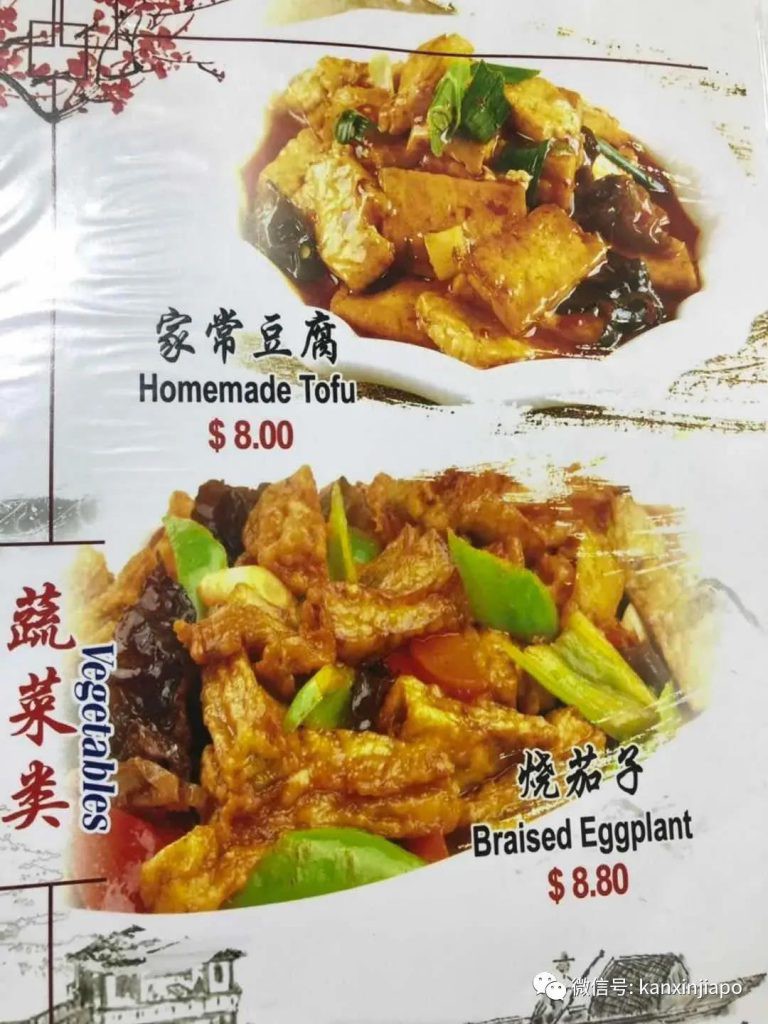 家常豆腐
Homemade Tofu
$ 8.00
蔬菜类
Vegetables
烧茄子
Braised Eggplant
$ 8.80
微信号: kanxinjiapo